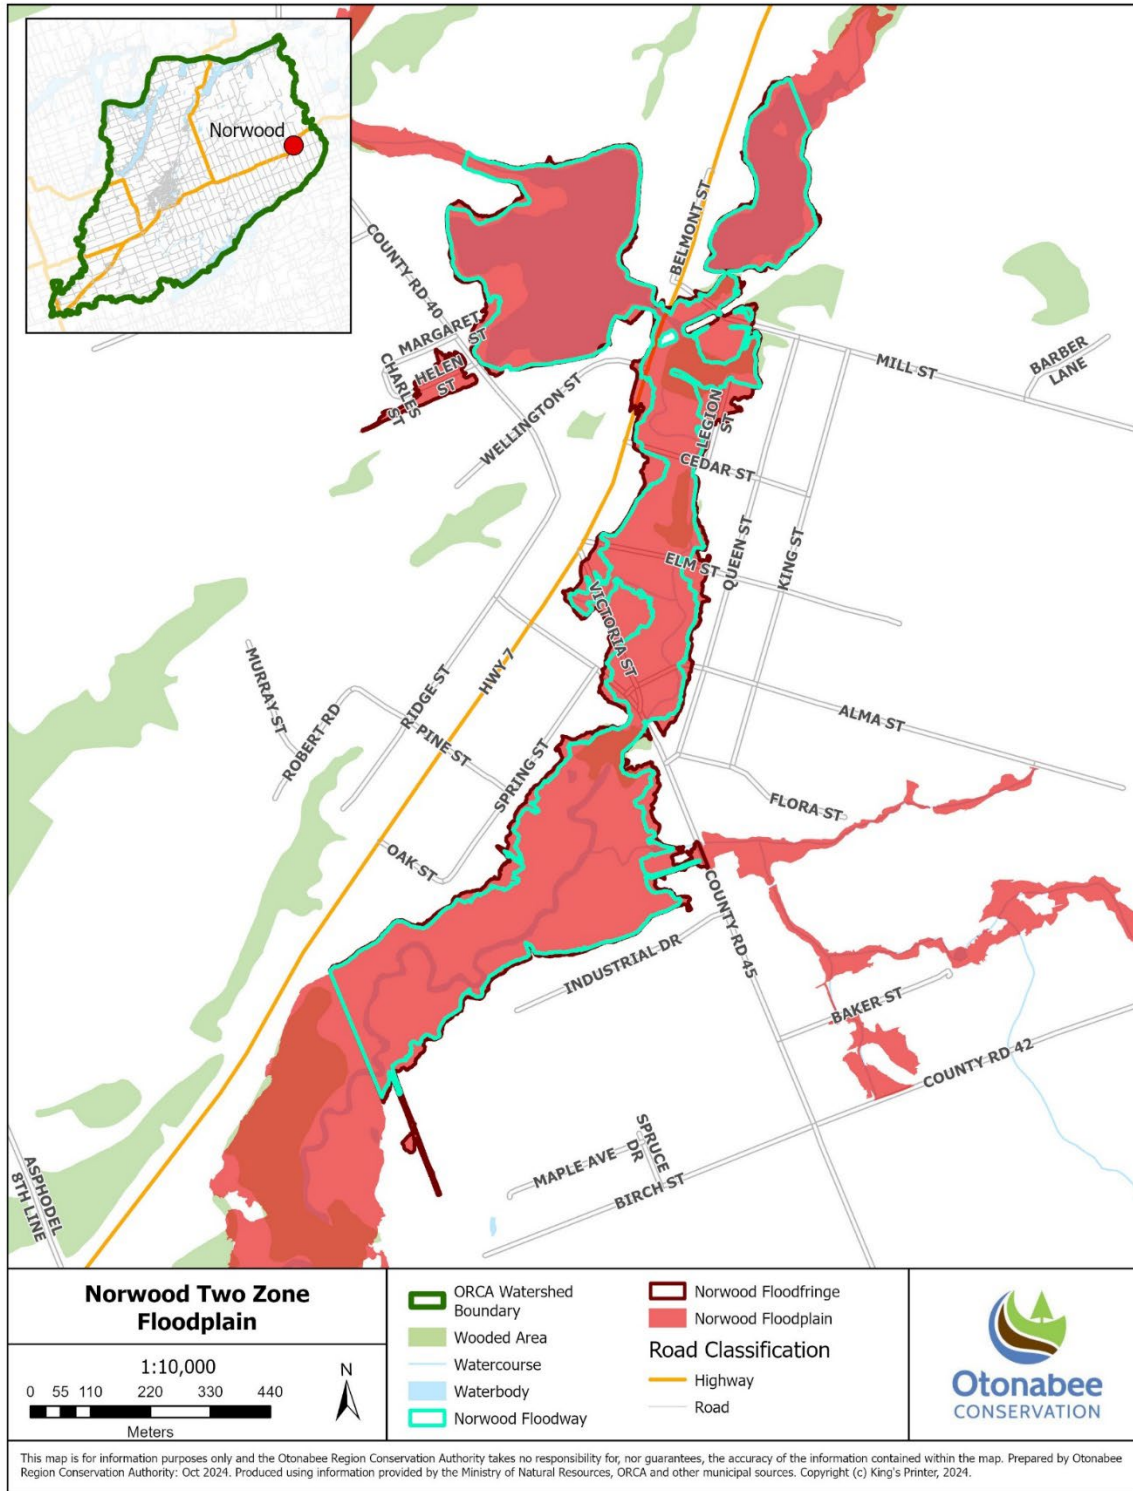 Norwood
BELMONT ST
COUNTY RD 40
MARGARET
ST
HELEN
ST
CHARLES
ST
WELLINGTON ST
MILL ST
BARBER
LANE
LEGION
ST
CEDAR ST
QUEEN ST
KING ST
ELM ST
VICTORIA ST
HWY 7
MURRAY ST
ROBERT RD
RIDGE ST
PINE ST
SPRING ST
OAK ST
ALMA ST
FLORA ST
COUNTY RD 45
INDUSTRIAL DR
BAKER ST
COUNTY RD 42
SPRUCE
DR
MAPLE AVE
BIRCH ST
ASPHODEL
8TH LINE
Norwood Two Zone
Floodplain
1:10,000
0 55 110 220 330 440
Meters
N
ORCA Watershed
Boundary
Wooded Area
Watercourse
Waterbody
Norwood Floodway
Norwood Floodfringe
Norwood Floodplain
Road Classification
Highway
Road
Otonabee
CONSERVATION
This map is for information purposes only and the Otonabee Region Conservation Authority takes no responsibility for, nor guarantees, the accuracy of the information contained within the map. Prepared by Otonabee
Region Conservation Authority: Oct 2024. Produced using information provided by the Ministry of Natural Resources, ORCA and other municipal sources. Copyright (c) King's Printer, 2024.